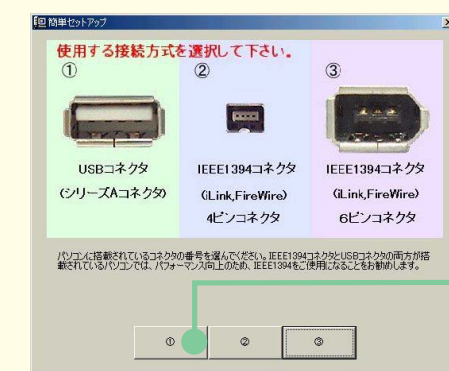 簡単セットアップ
使用する接続方式を選択して下さい。
① ② ③
USBコネクタ
(シリーズAコネクタ)
IEEE1394コネクタ
(iLink,FireWire)
4ピンコネクタ
IEEE1394コネクタ
(iLink,FireWire)
6ピンコネクタ
パソコンに搭載されているコネクタの番号を選んでください。IEEE1394コネクタとUSBコネクタの両方が搭
載されているパソコンでは、パフォーマンス向上のため、IEEE1394をご使用になることをお勧めします。
① ② ③